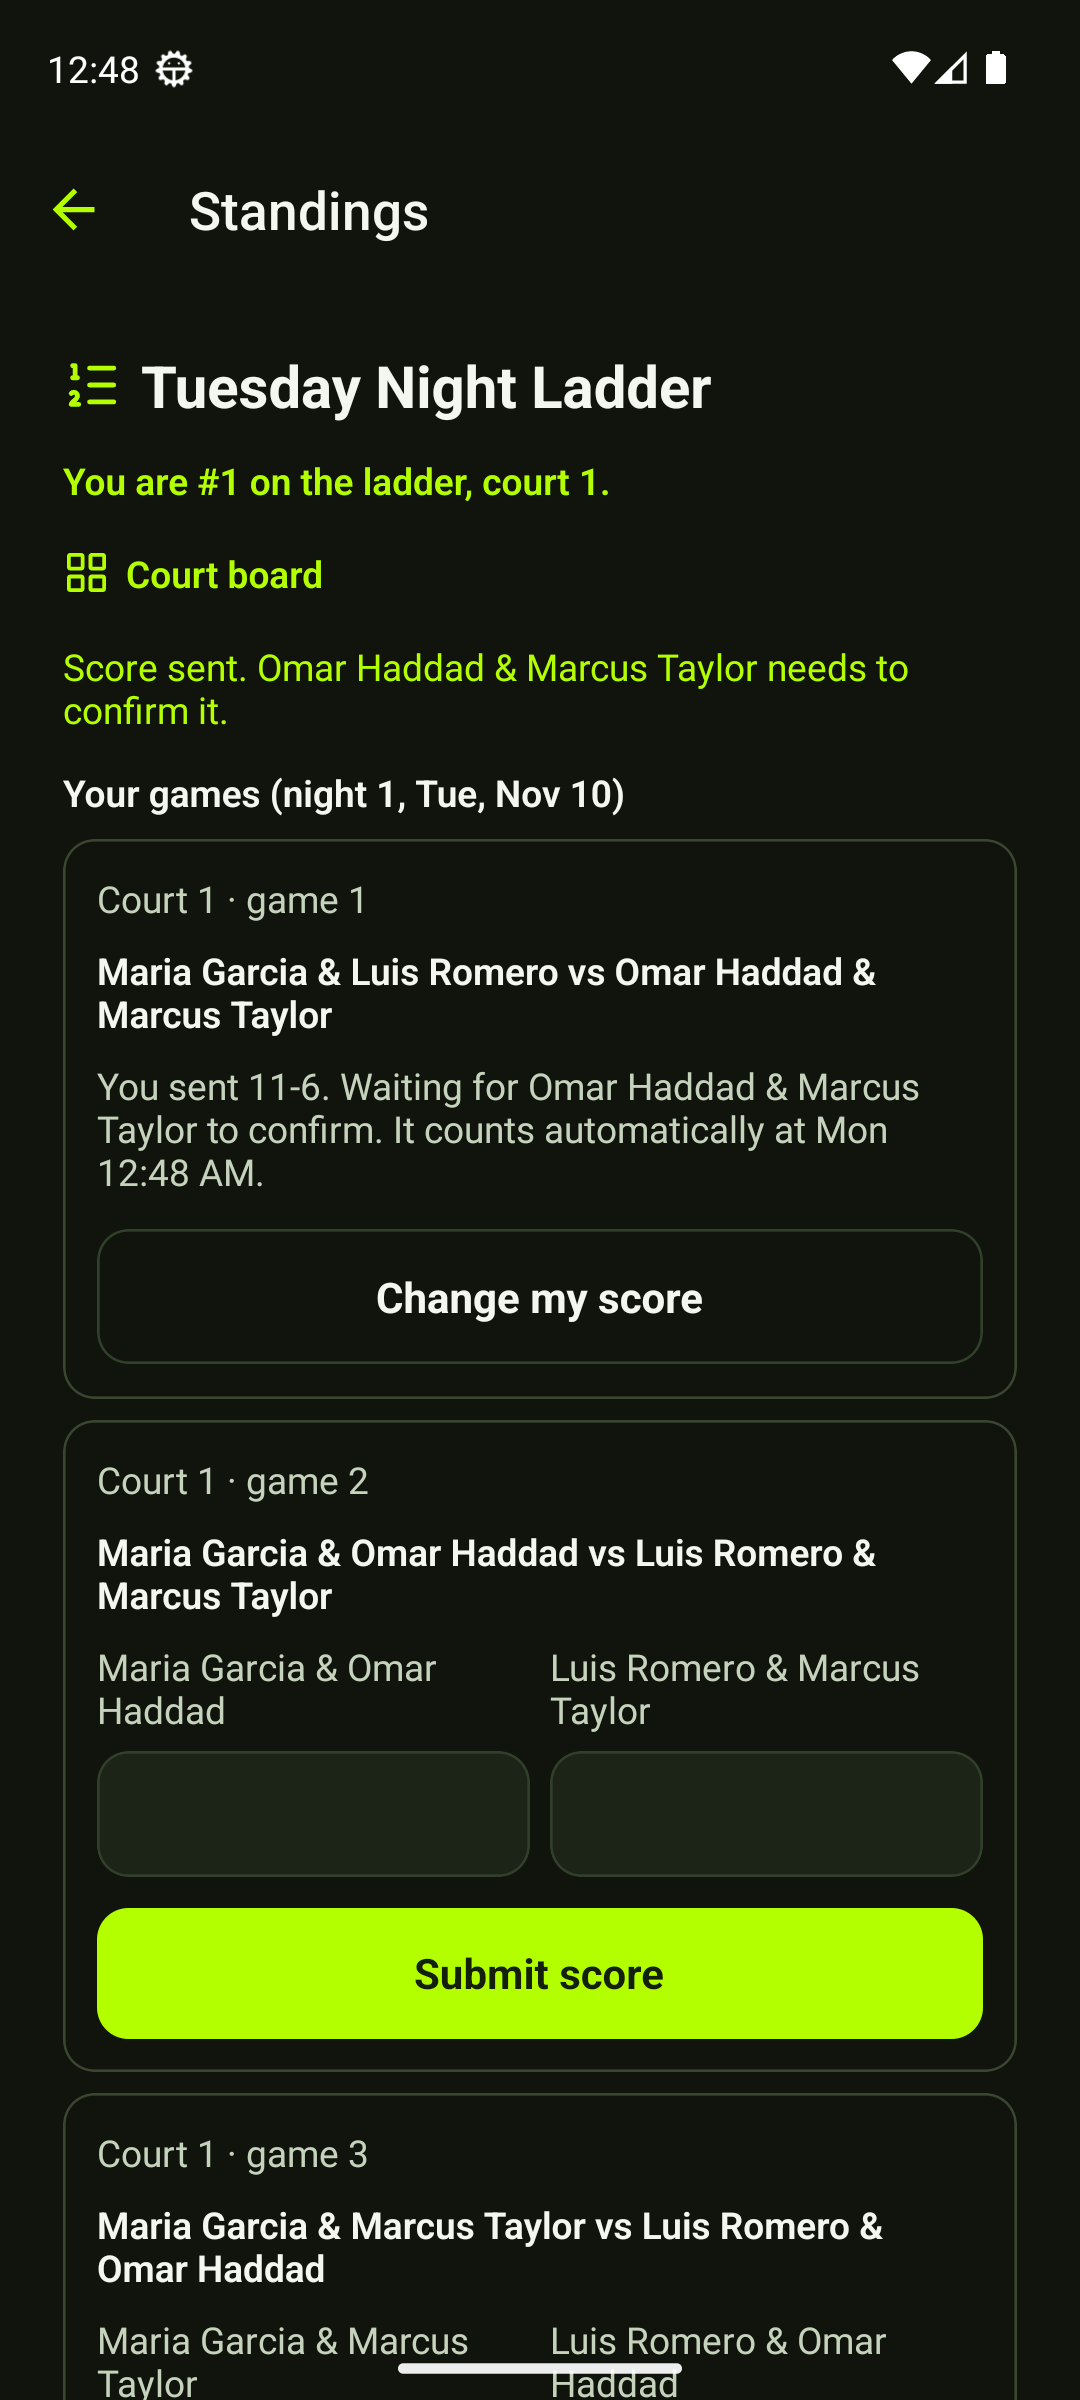 12:48
Standings
Tuesday Night Ladder
You are #1 on the ladder, court 1.
Court board
Score sent. Omar Haddad & Marcus Taylor needs to
confirm it.
Your games (night 1, Tue, Nov 10)
Court 1 · game 1
Maria Garcia & Luis Romero vs Omar Haddad &
Marcus Taylor
You sent 11-6. Waiting for Omar Haddad & Marcus
Taylor to confirm. It counts automatically at Mon
12:48 AM.
Change my score
Court 1 · game 2
Maria Garcia & Omar Haddad vs Luis Romero &
Marcus Taylor
Maria Garcia & Omar
Haddad
Luis Romero & Marcus
Taylor
Submit score
Court 1 · game 3
Maria Garcia & Marcus Taylor vs Luis Romero &
Omar Haddad
Maria Garcia & Marcus
Taylor
Luis Romero & Omar
Haddad